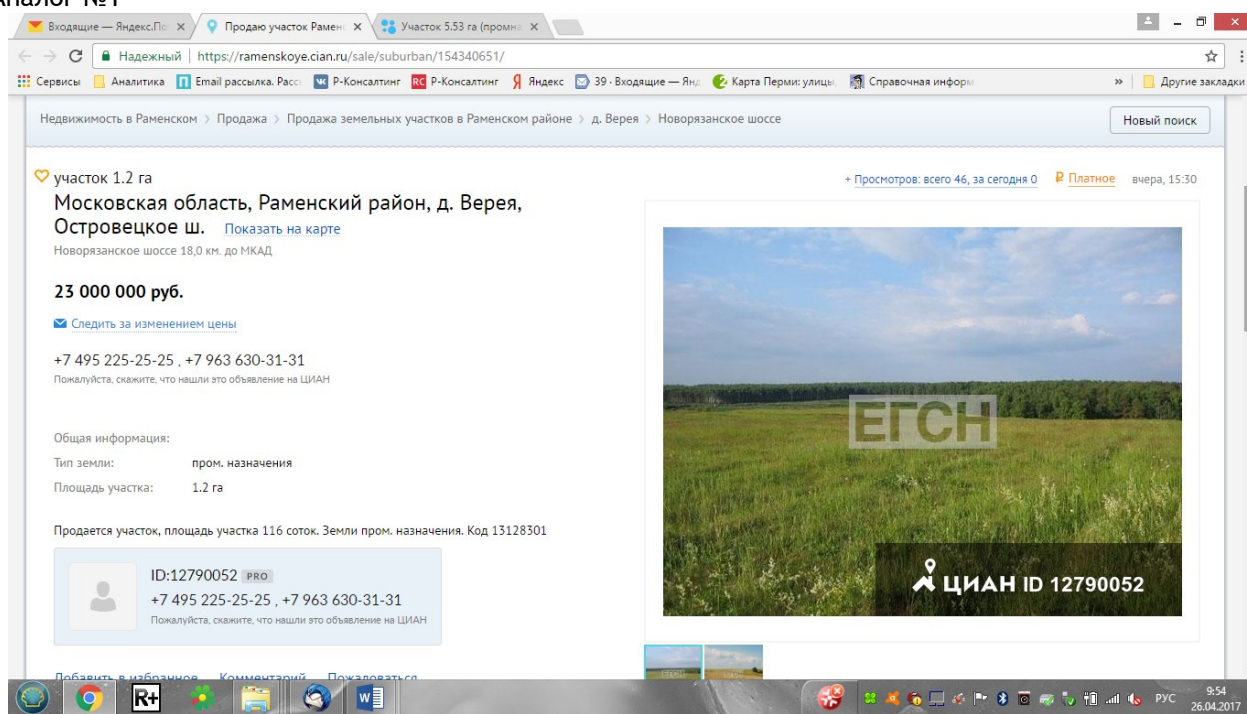 Входящие — Яндекс.По
Продаю участок Рамен
Участок 5.53 га (промна
Надежный | https://ramenskoye.cian.ru/sale/suburban/154340651/
Сервисы Аналитика Email рассылка. Расс Р-Консалтинг Р-Консалтинг Яндекс 39 · Входящие — Янд Карта Перми: улицы, Справочная информ » Другие закладки
Недвижимость в Раменском > Продажа > Продажа земельных участков в Раменском районе > д. Верея > Новорязанское шоссе
Новый поиск
участок 1.2 га
+ Просмотров: всего 46, за сегодня 0 Платное вчера, 15:30
Московская область, Раменский район, д. Верея,
Островецкое ш. Показать на карте
Новорязанское шоссе 18,0 км. до МКАД
23 000 000 руб.
Следить за изменением цены
+7 495 225-25-25 , +7 963 630-31-31
Пожалуйста, скажите, что нашли это объявление на ЦИАН
Общая информация:
Тип земли: пром. назначения
Площадь участка: 1.2 га
Продается участок, площадь участка 116 соток. Земли пром. назначения. Код 13128301
ID:12790052 PRO
+7 495 225-25-25 , +7 963 630-31-31
Пожалуйста, скажите, что нашли это объявление на ЦИАН
ЕГСН
ЦИАН ID 12790052
Добавить в избранное Комментарий Пожаловаться
R+
РУС
9:54
26.04.2017